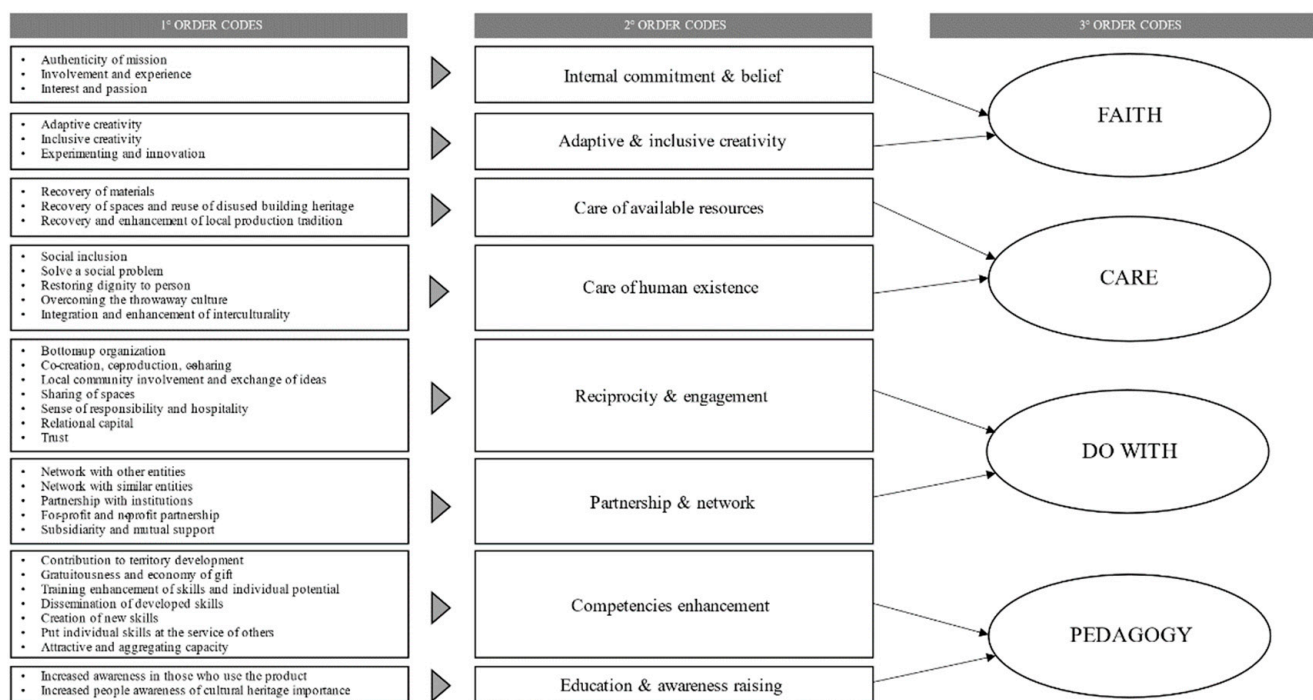 1° ORDER CODES
2° ORDER CODES
3° ORDER CODES
• Authenticity of mission
• Involvement and experience
• Interest and passion
Internal commitment & belief
FAITH
• Adaptive creativity
• Inclusive creativity
• Experimenting and innovation
Adaptive & inclusive creativity
• Recovery of materials
• Recovery of spaces and reuse of disused building heritage
• Recovery and enhancement of local production tradition
Care of available resources
CARE
• Social inclusion
• Solve a social problem
• Restoring dignity to person
• Overcoming the throwaway culture
• Integration and enhancement of interculturality
Care of human existence
• Bottomup organization
• Co-creation, coproduction, cosharing
• Local community involvement and exchange of ideas
• Sharing of spaces
• Sense of responsibility and hospitality
• Relational capital
• Trust
Reciprocity & engagement
DO WITH
• Network with other entities
• Network with similar entities
• Partnership with institutions
• For-profit and noprofit partnership
• Subsidiarity and mutual support
Partnership & network
• Contribution to territory development
• Gratuitousness and economy of gift
• Training enhancement of skills and individual potential
• Dissemination of developed skills
• Creation of new skills
• Put individual skills at the service of others
• Attractive and aggregating capacity
Competencies enhancement
PEDAGOGY
• Increased awareness in those who use the product
• Increased people awareness of cultural heritage importance
Education & awareness raising